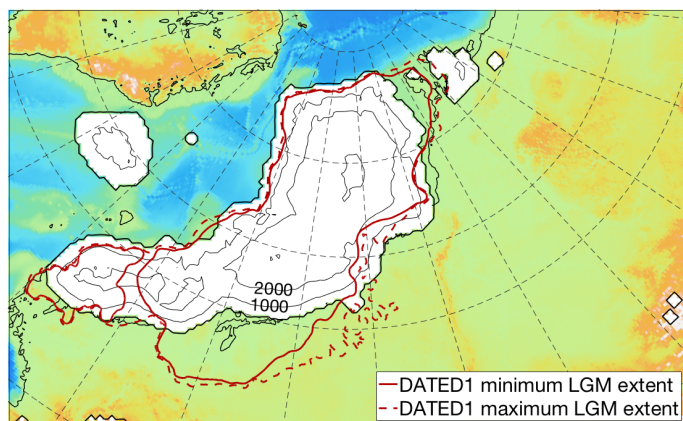 2000
1000
DATED1 minimum LGM extent
DATED1 maximum LGM extent